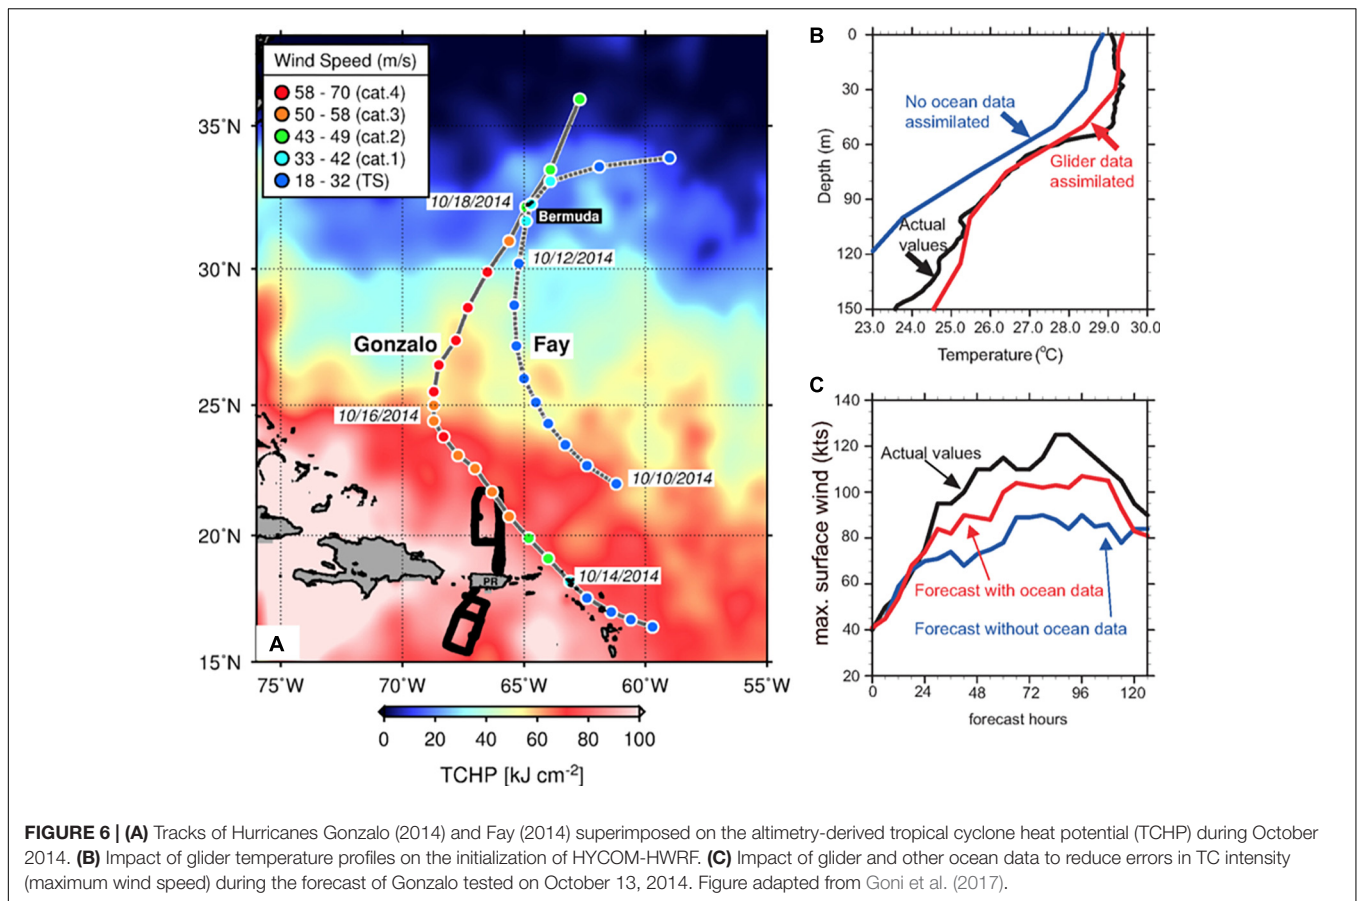 Wind Speed (m/s)
58 - 70 (cat.4)
50 - 58 (cat.3)
43 - 49 (cat.2)
33 - 42 (cat.1)
18 - 32 (TS)
35°N
30°N
25°N
20°N
15°N
10/18/2014
Bermuda
10/12/2014
Gonzalo
Fay
10/16/2014
10/10/2014
10/14/2014
PR
A
75°W
70°W
65°W
60°W
55°W
0
20
40
60
80
100
TCHP [kJ cm-2]
B
0
30
60
90
120
150
Depth (m)
No ocean data
assimilated
Glider data
assimilated
Actual
values
23.0
24.0
25.0
26.0
27.0
28.0
29.0
30.0
Temperature (°C)
C
140
120
100
80
60
40
20
max. surface wind (kts)
Actual values
Forecast with ocean data
Forecast without ocean data
0
24
48
72
96
120
forecast hours
FIGURE 6 | (A) Tracks of Hurricanes Gonzalo (2014) and Fay (2014) superimposed on the altimetry-derived tropical cyclone heat potential (TCHP) during October
2014. (B) Impact of glider temperature profiles on the initialization of HYCOM-HWRF. (C) Impact of glider and other ocean data to reduce errors in TC intensity
(maximum wind speed) during the forecast of Gonzalo tested on October 13, 2014. Figure adapted from Goni et al. (2017).